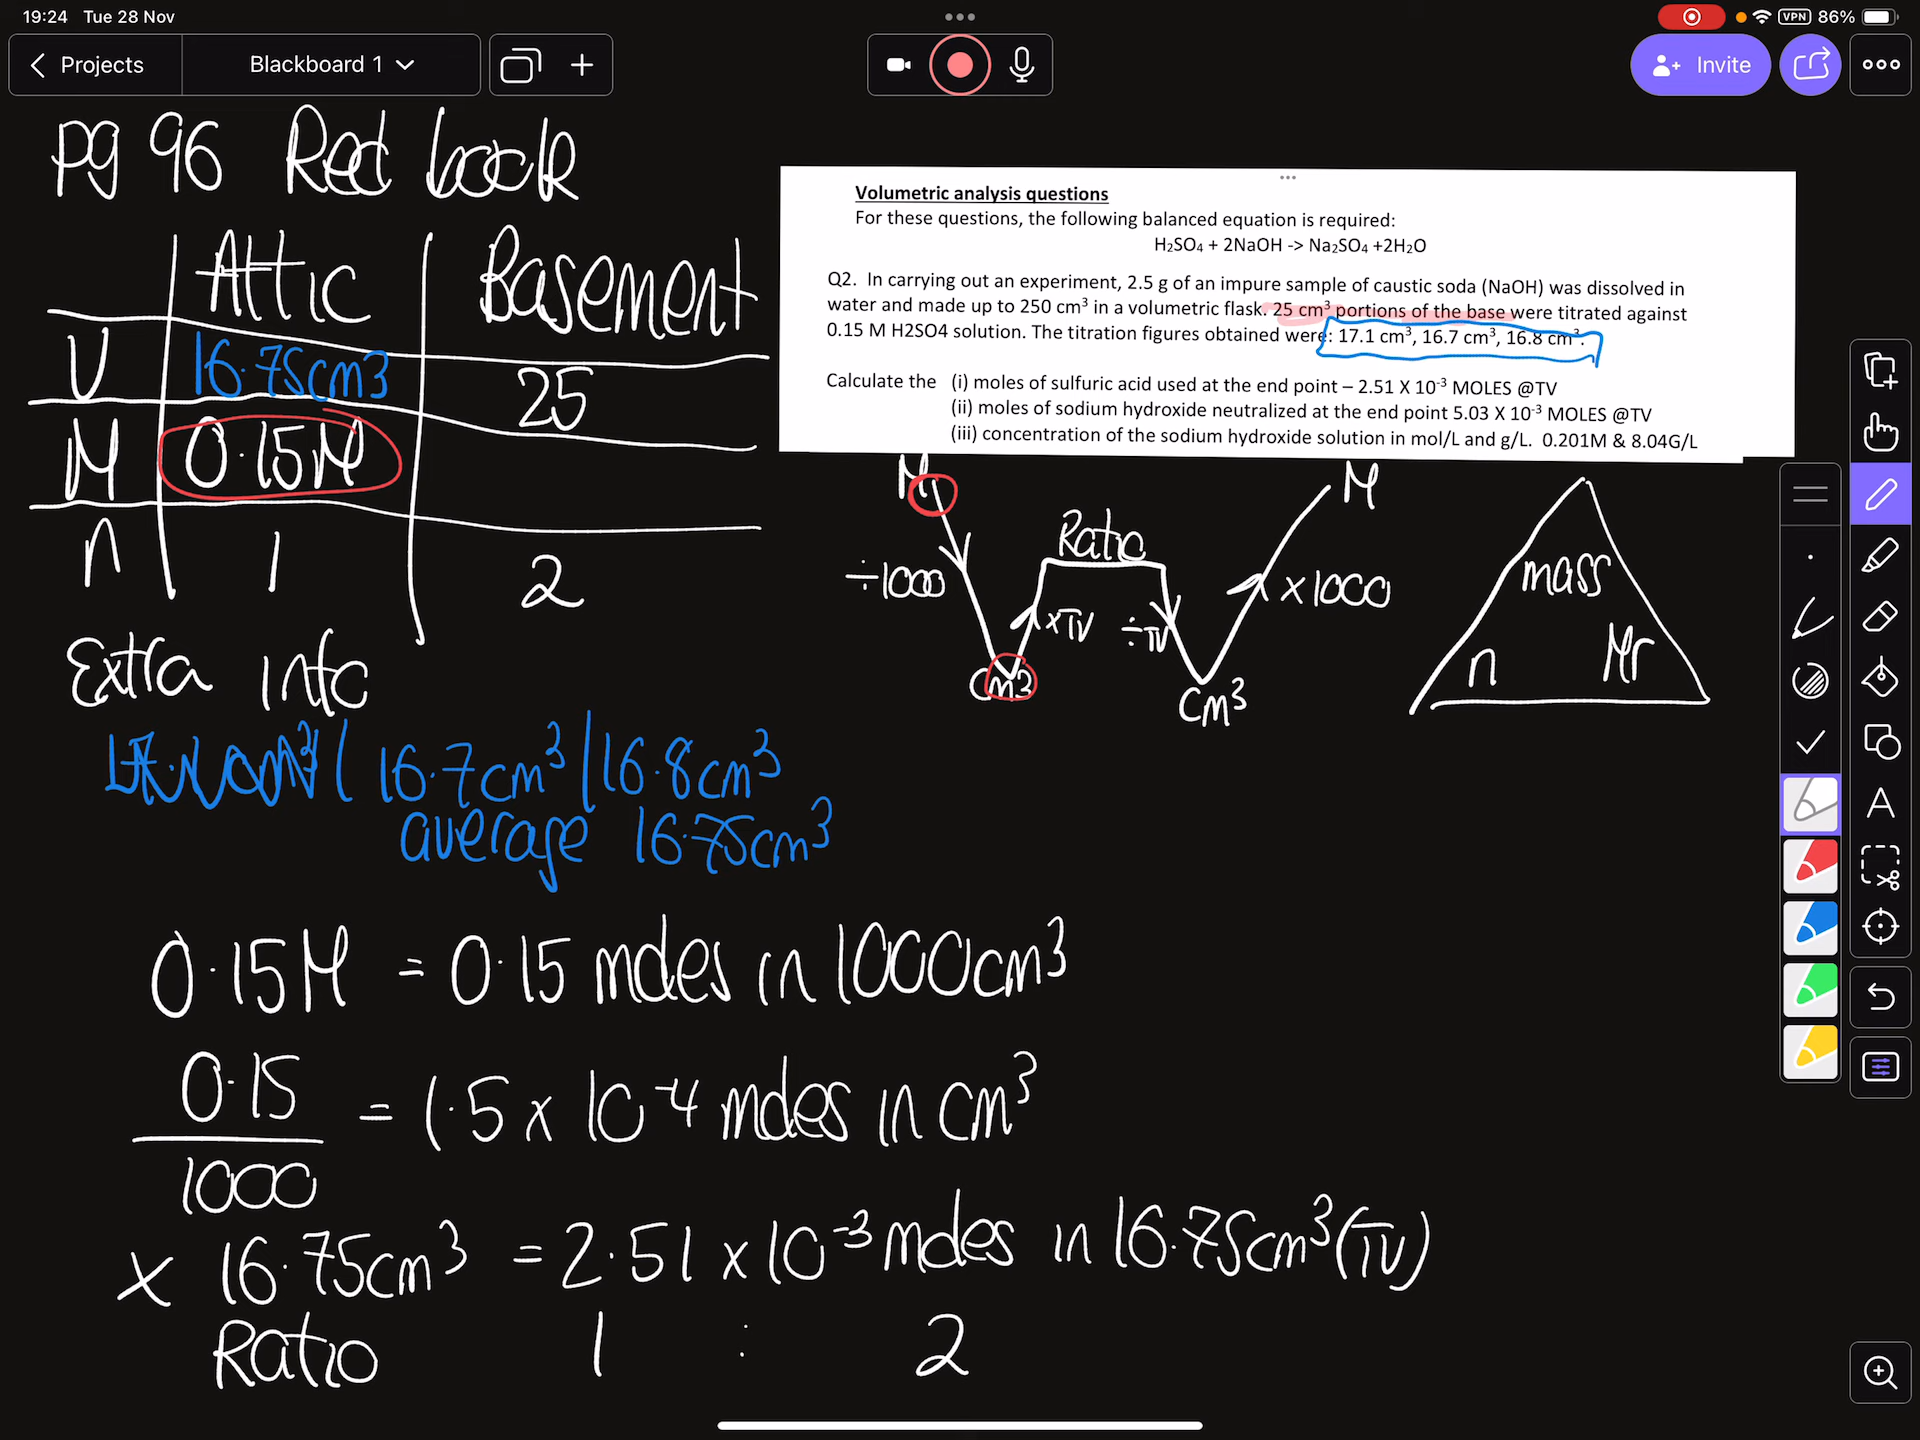 19:24 Tue 28 Nov
VPN 86%
Projects
Blackboard 1
Invite
Pg 96 Red book
Attic Basement
V 16.75cm3 25
M 0.15M
n 1 2
Extra info
16.7cm³ | 16.8cm³
average 16.75cm³
0.15M = 0.15 moles in 1000cm³
0.15
1000
= 1.5 x 10-4 moles in cm³
x 16.75cm³ = 2.51 x 10⁻³ moles in 16.75cm³ (TV)
Ratio 1 : 2
Volumetric analysis questions
For these questions, the following balanced equation is required:
H₂SO₄ + 2NaOH -> Na₂SO₄ +2H₂O
Q2. In carrying out an experiment, 2.5 g of an impure sample of caustic soda (NaOH) was dissolved in
water and made up to 250 cm³ in a volumetric flask. 25 cm³ portions of the base were titrated against
0.15 M H2SO4 solution. The titration figures obtained were: 17.1 cm³, 16.7 cm³, 16.8 cm³.
Calculate the (i) moles of sulfuric acid used at the end point – 2.51 X 10⁻³ MOLES @TV
(ii) moles of sodium hydroxide neutralized at the end point 5.03 X 10⁻³ MOLES @TV
(iii) concentration of the sodium hydroxide solution in mol/L and g/L. 0.201M & 8.04G/L
M M
Ratio
÷1000 x1000
xTV ÷TV
Cm3 Cm³
mass
n Mr
A